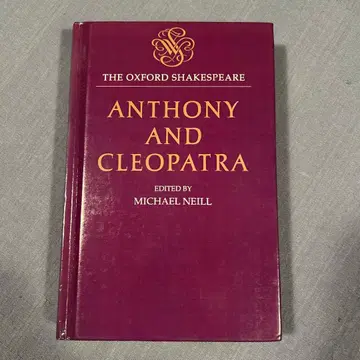 THE OXFORD SHAKESPEARE
ANTHONY
AND
CLEOPATRA
EDITED BY
MICHAEL NEILL